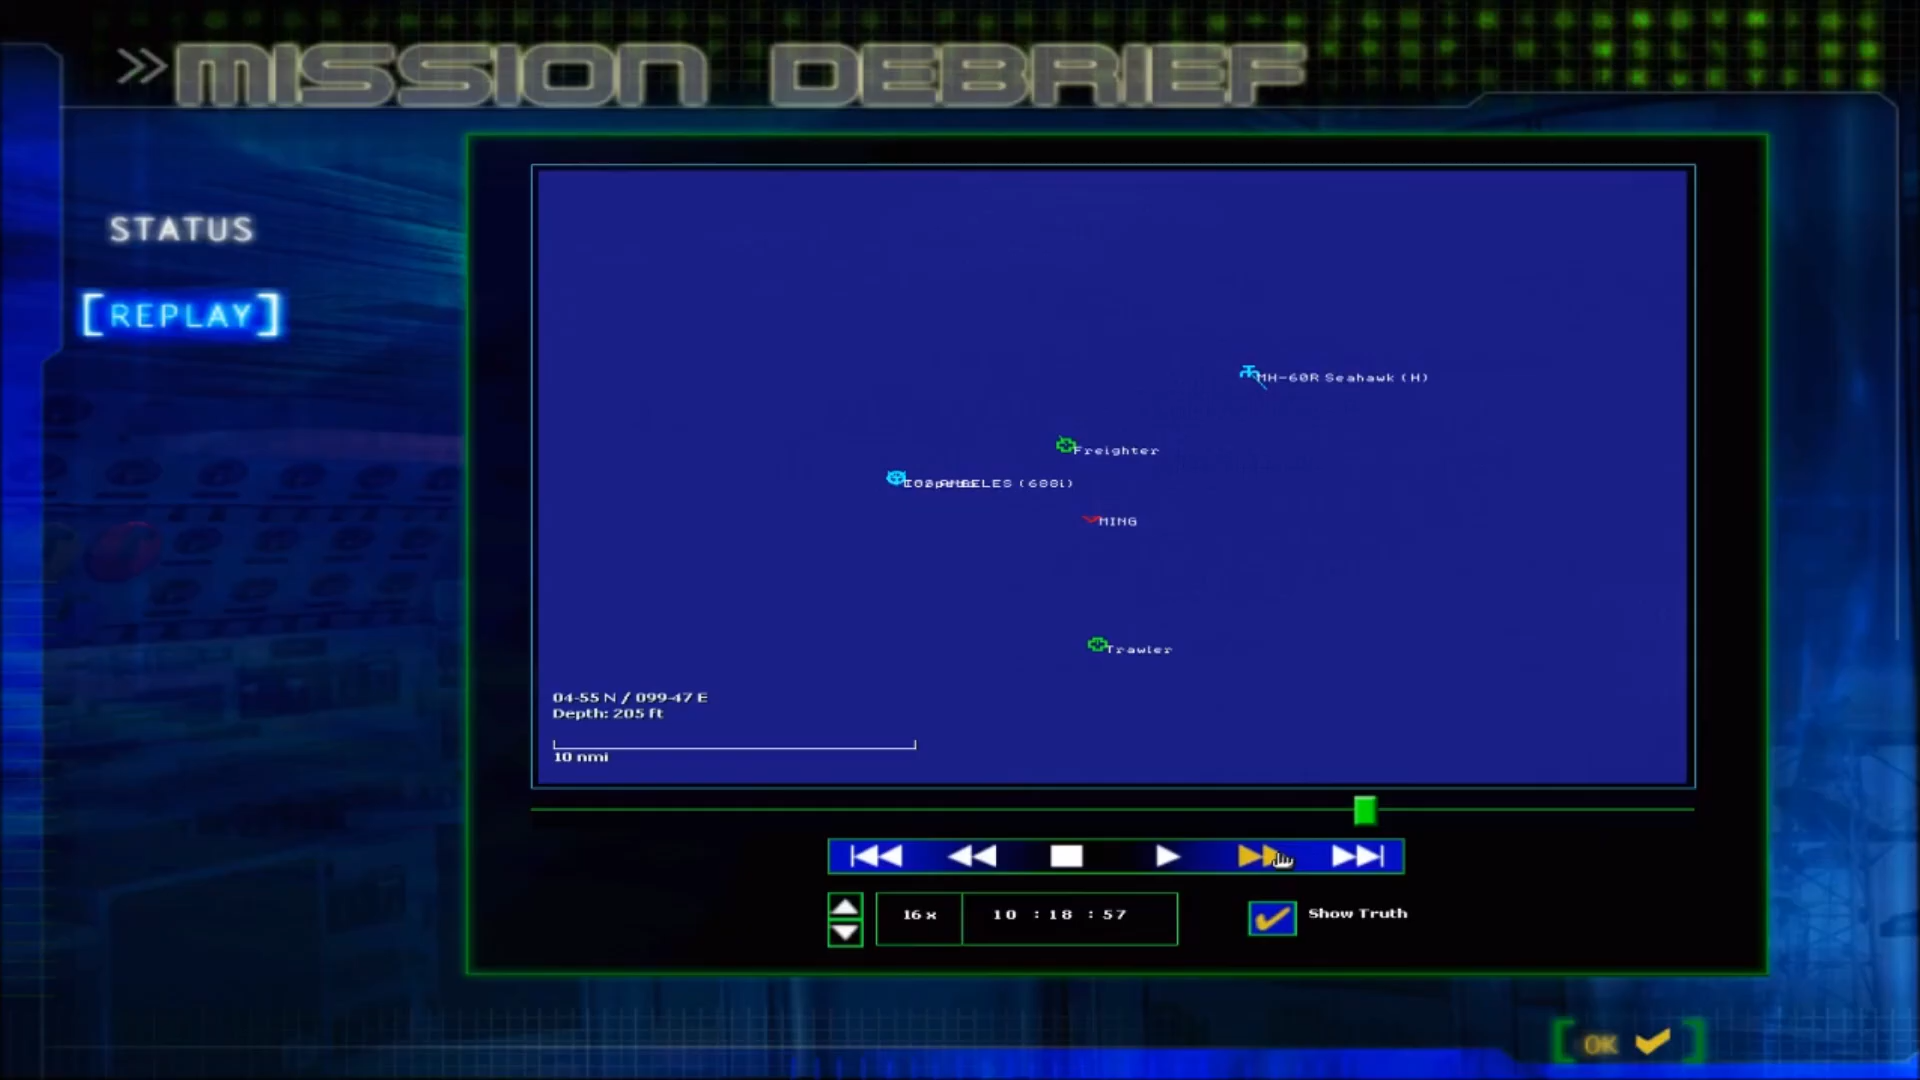 MISSION DEBRIEF
STATUS
[REPLAY]
MH-60R Seahawk (H)
Freighter
(688i)
MING
Trawler
04-55 N / 099-47 E
Depth: 205 ft
10 nmi
16 x 10 : 18 : 57
Show Truth
OK